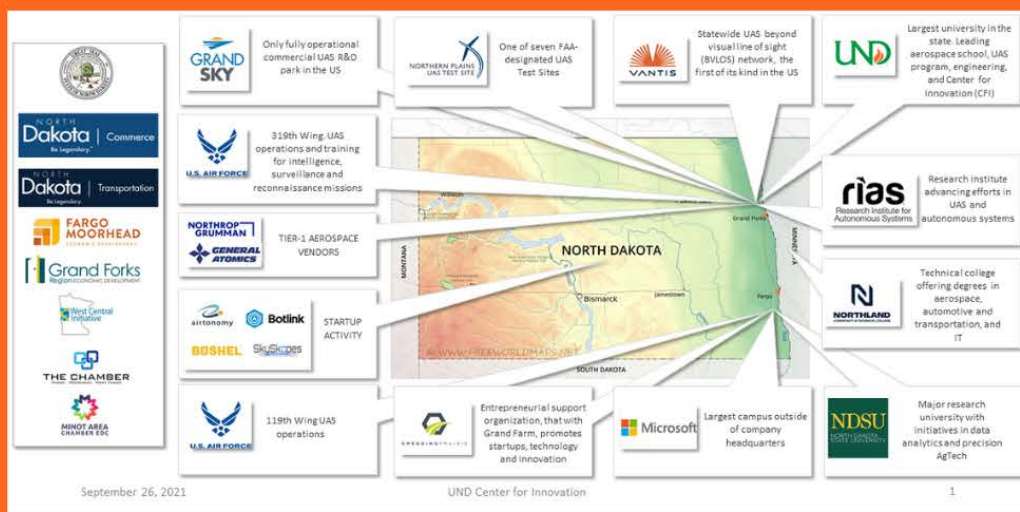 GREAT SEAL
NORTH
Dakota | Commerce
Be Legendary.™
NORTH
Dakota | Transportation
Be Legendary.
FARGO
MOORHEAD
ECONOMIC DEVELOPMENT
Grand Forks
Region ECONOMIC DEVELOPMENT
West Central
Initiative
THE CHAMBER
MINOT AREA
CHAMBER EDC
GRAND
SKY
Only fully operational
commercial UAS R&D
park in the US
NORTHERN PLAINS
UAS TEST SITE
One of seven FAA-
designated UAS
Test Sites
VANTIS
Statewide UAS beyond
visual line of sight
(BVLOS) network, the
first of its kind in the US
UND
Largest university in the
state. Leading
aerospace school, UAS
program, engineering,
and Center for
Innovation (CFI)
U.S. AIR FORCE
319th Wing. UAS
operations and training
for intelligence,
surveillance and
reconnaissance missions
NORTHROP
GRUMMAN
GENERAL
ATOMICS
TIER-1 AEROSPACE
VENDORS
airtonomy
Botlink
BOSHEL
SkySkopes
STARTUP
ACTIVITY
U.S. AIR FORCE
119th Wing UAS
operations
Williston
Grand Forks
MONTANA
NORTH DAKOTA
Bismarck
Jamestown
Fargo
© WWW.FREEWORLDMAPS.NET
SOUTH DAKOTA
rias
Research Institute for
Autonomous Systems
Research institute
advancing efforts in
UAS and
autonomous systems
NORTHLAND
COMMUNITY & TECHNICAL COLLEGE
Technical college
offering degrees in
aerospace,
automotive and
transportation, and
IT
EMERGING PRAIRIE
Entrepreneurial support
organization, that with
Grand Farm, promotes
startups, technology
and innovation
Microsoft
Largest campus outside
of company
headquarters
NDSU
NORTH DAKOTA
STATE UNIVERSITY
Major research
university with
initiatives in data
analytics and precision
AgTech
September 26, 2021
UND Center for Innovation
1